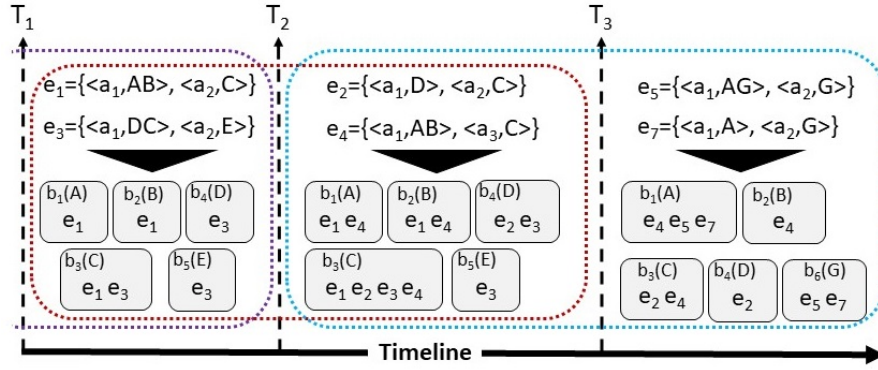 T₁ T₂ T₃
e₁={<a₁,AB>, <a₂,C>}
e₃={<a₁,DC>, <a₂,E>}
b₁(A)
e₁
b₂(B)
e₁
b₄(D)
e₃
b₃(C)
e₁ e₃
b₅(E)
e₃
e₂={<a₁,D>, <a₂,C>}
e₄={<a₁,AB>, <a₃,C>}
b₁(A)
e₁ e₄
b₂(B)
e₁ e₄
b₄(D)
e₂ e₃
b₃(C)
e₁ e₂ e₃ e₄
b₅(E)
e₃
e₅={<a₁,AG>, <a₂,G>}
e₇={<a₁,A>, <a₂,G>}
b₁(A)
e₄ e₅ e₇
b₂(B)
e₄
b₃(C)
e₂ e₄
b₄(D)
e₂
b₆(G)
e₅ e₇
Timeline